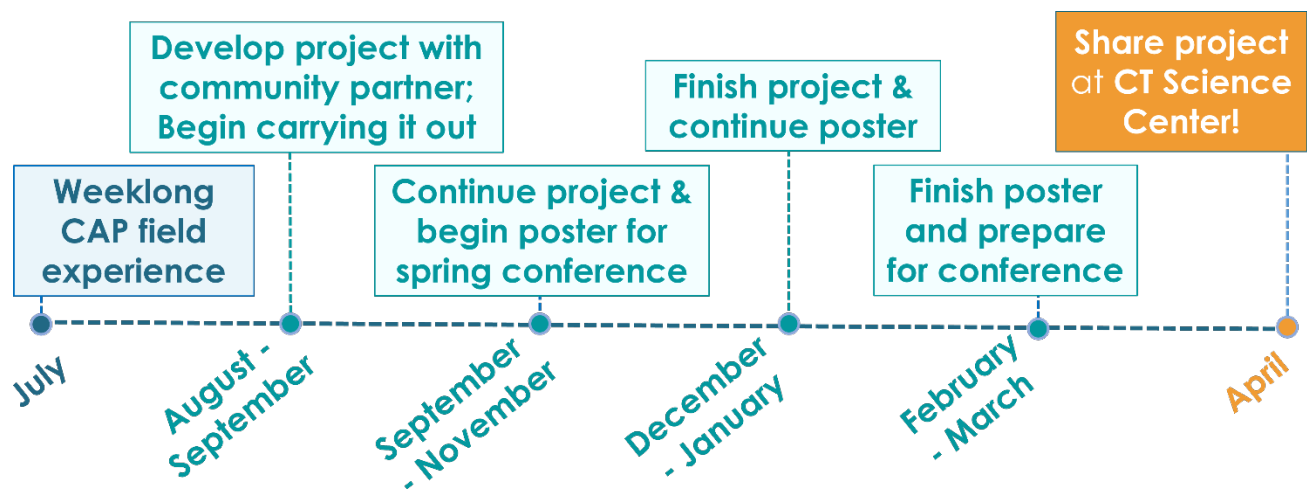 Weeklong
CAP field
experience
July
Develop project with
community partner;
Begin carrying it out
August -
September
Continue project &
begin poster for
spring conference
September
- November
Finish project &
continue poster
December
- January
Finish poster
and prepare
for conference
February
- March
Share project
at CT Science
Center!
April